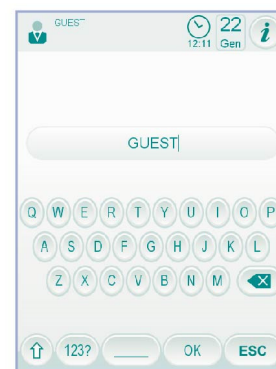 GUEST
12:11
22
Gen
i
GUEST
Q W E R T Y U I O P
A S D F G H J K L
Z X C V B N M
123? OK ESC